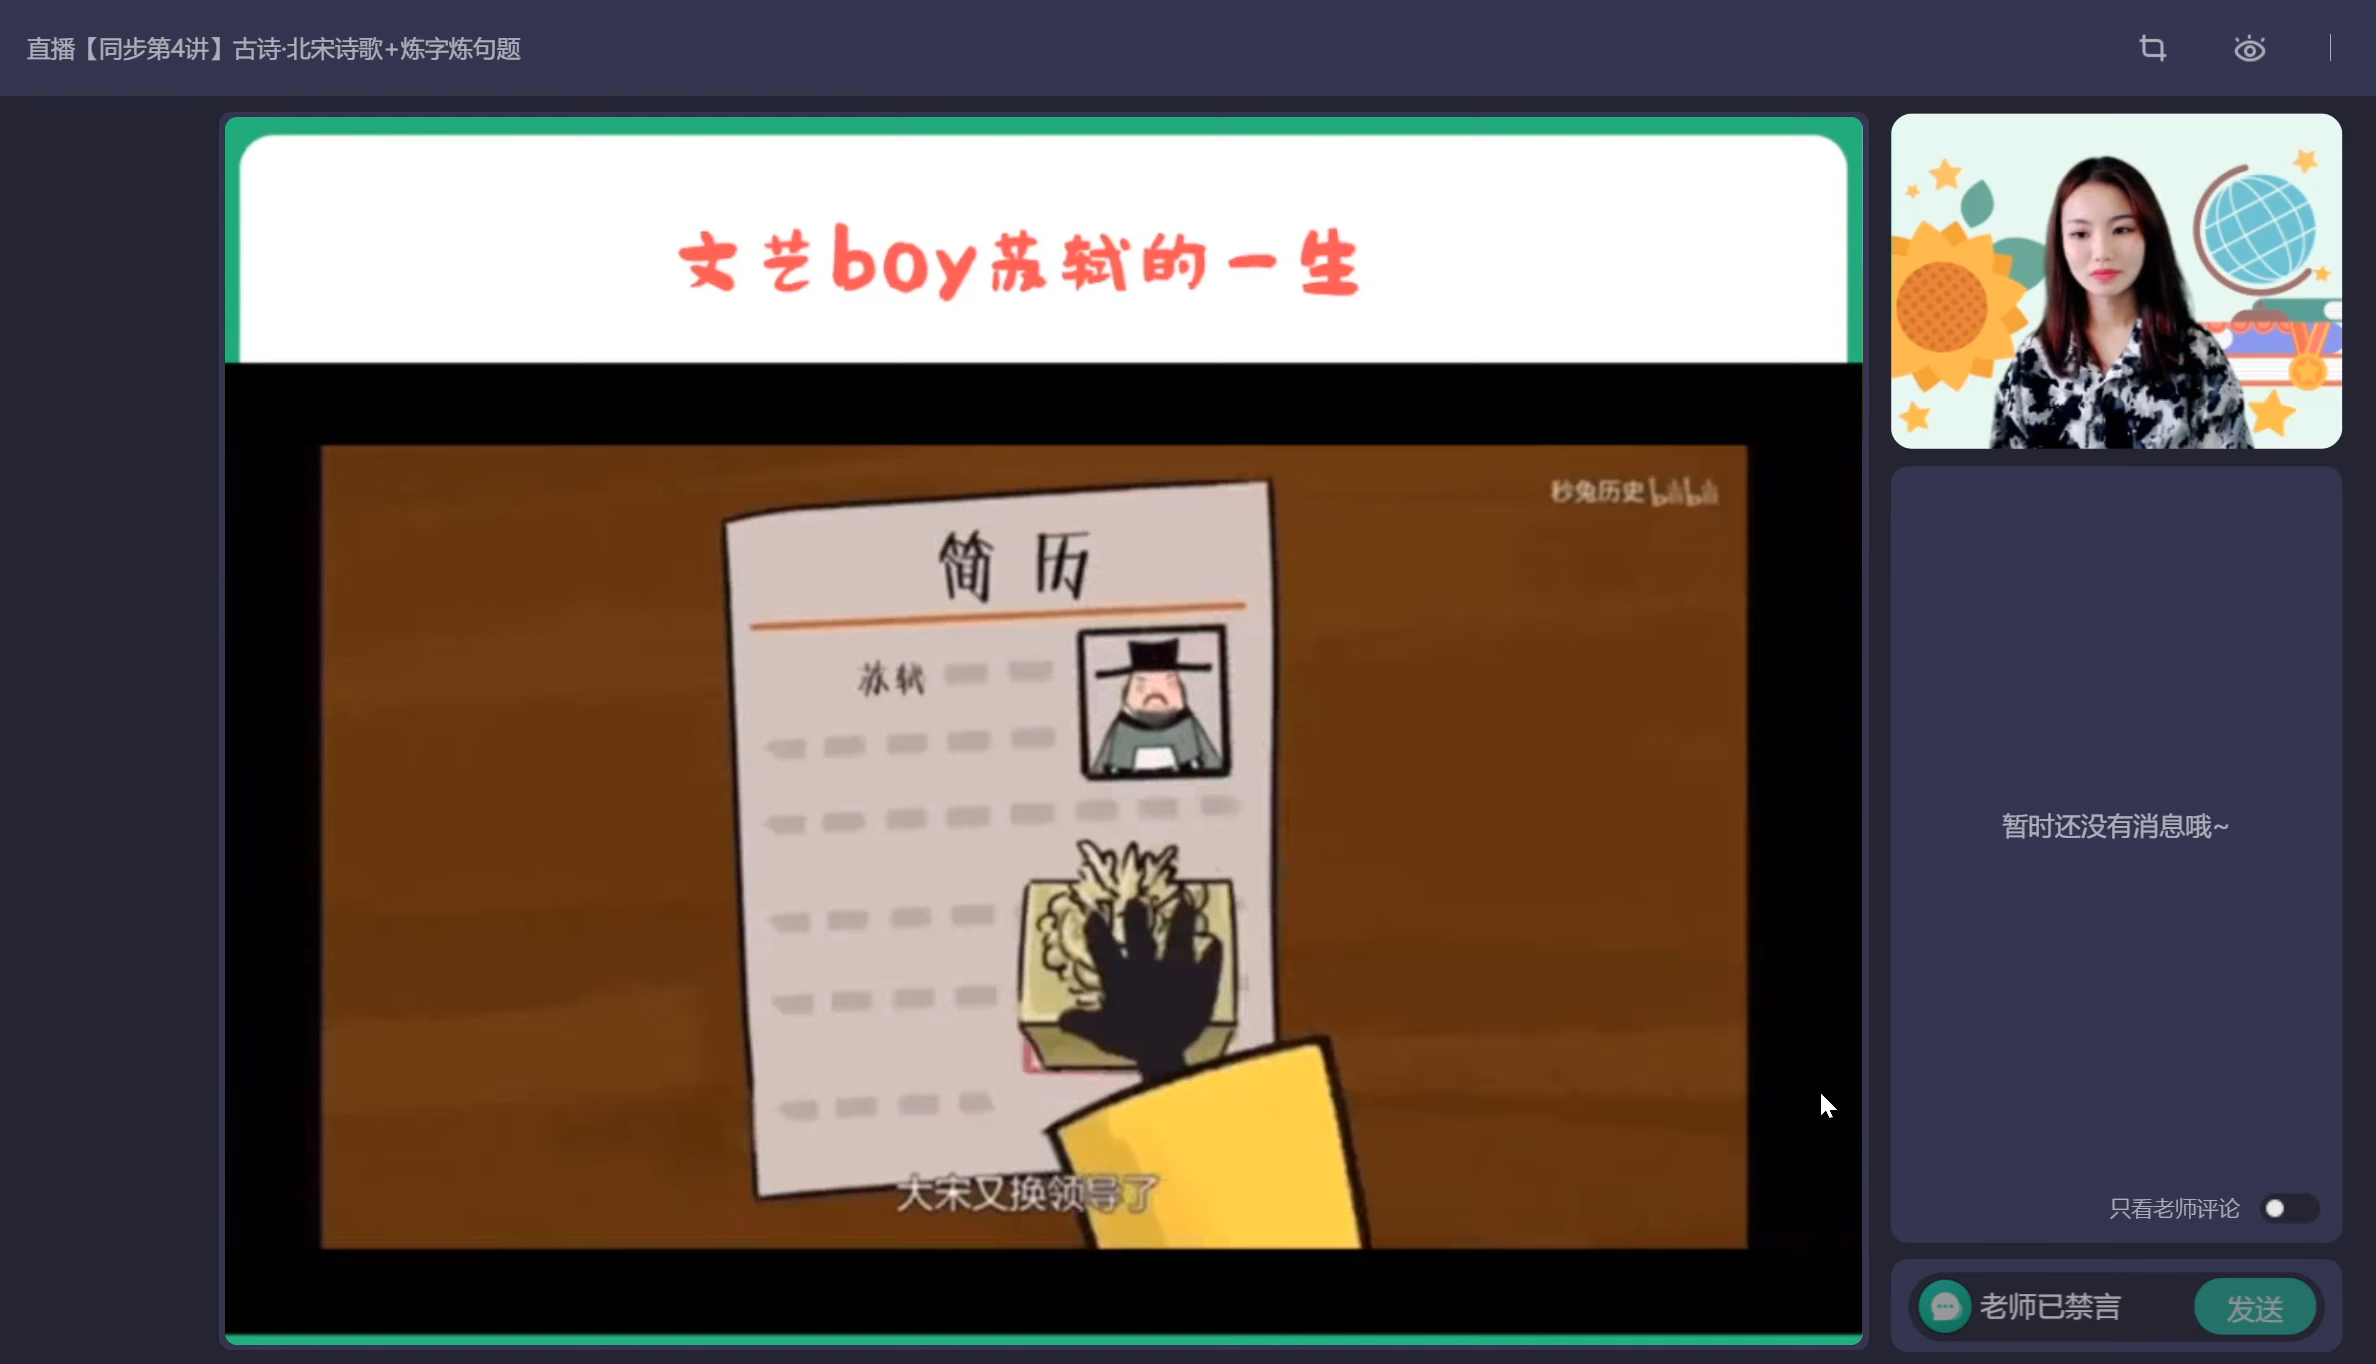 直播【同步第4讲】古诗·北宋诗歌+炼字炼句题
文艺boy苏轼的一生
秒兔历史 bilibili
简历
苏轼
大宋又换领导了
暂时还没有消息哦~
只看老师评论
老师已禁言
发送